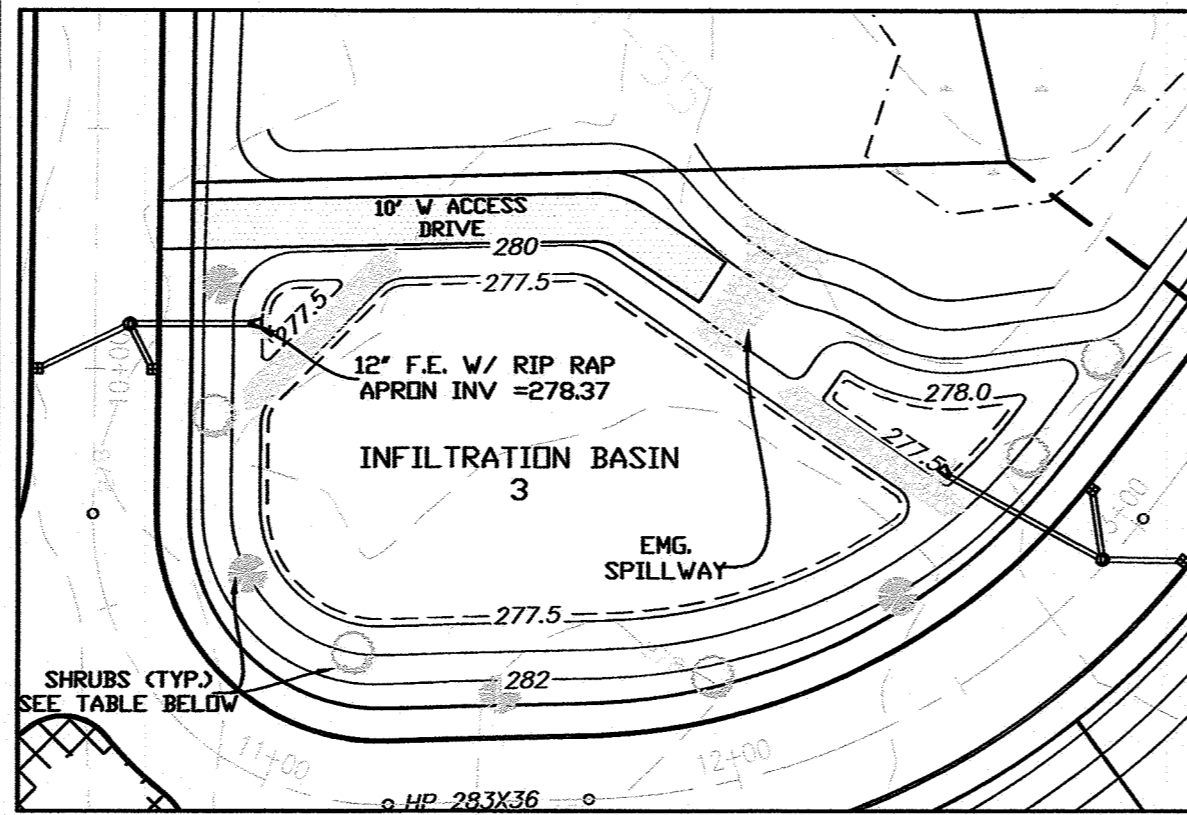 10' W ACCESS
DRIVE
280
277.5
277.5
12" F.E. W/ RIP RAP
APRON INV =278.37
278.0
277.5
INFILTRATION BASIN
3
EMG.
SPILLWAY
277.5
SHRUBS (TYP.)
SEE TABLE BELOW
282
10+00
11+00
12+00
HP 283X36